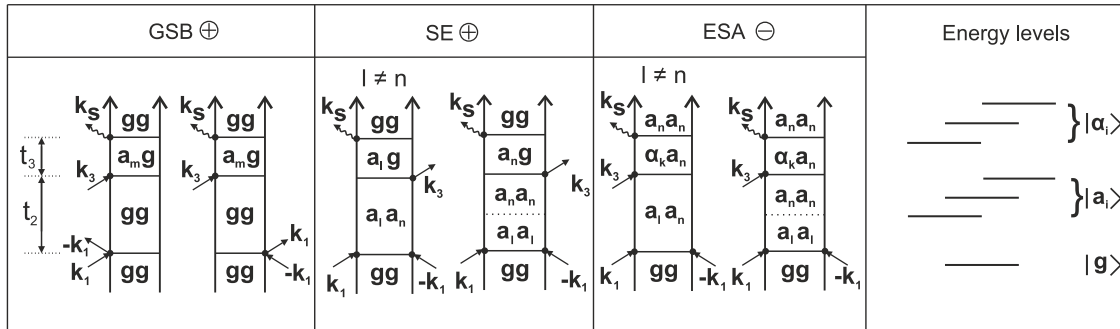 GSB ⊕
SE ⊕
ESA ⊖
Energy levels
l ≠ n
l ≠ n
k_S gg k_S gg
t_3 a_m g a_m g
k_3 k_3
t_2 gg gg
-k_1 k_1
k_1 gg gg -k_1
k_S gg k_S gg
a_l g a_n g
k_3 k_3
a_l a_n a_n a_n
a_l a_l
k_1 gg -k_1 k_1 gg -k_1
k_S a_n a_n k_S a_n a_n
α_k a_n α_k a_n
k_3 k_3
a_l a_n a_n a_n
a_l a_l
k_1 gg -k_1 k_1 gg -k_1
} |α_i⟩
} |a_i⟩
|g⟩